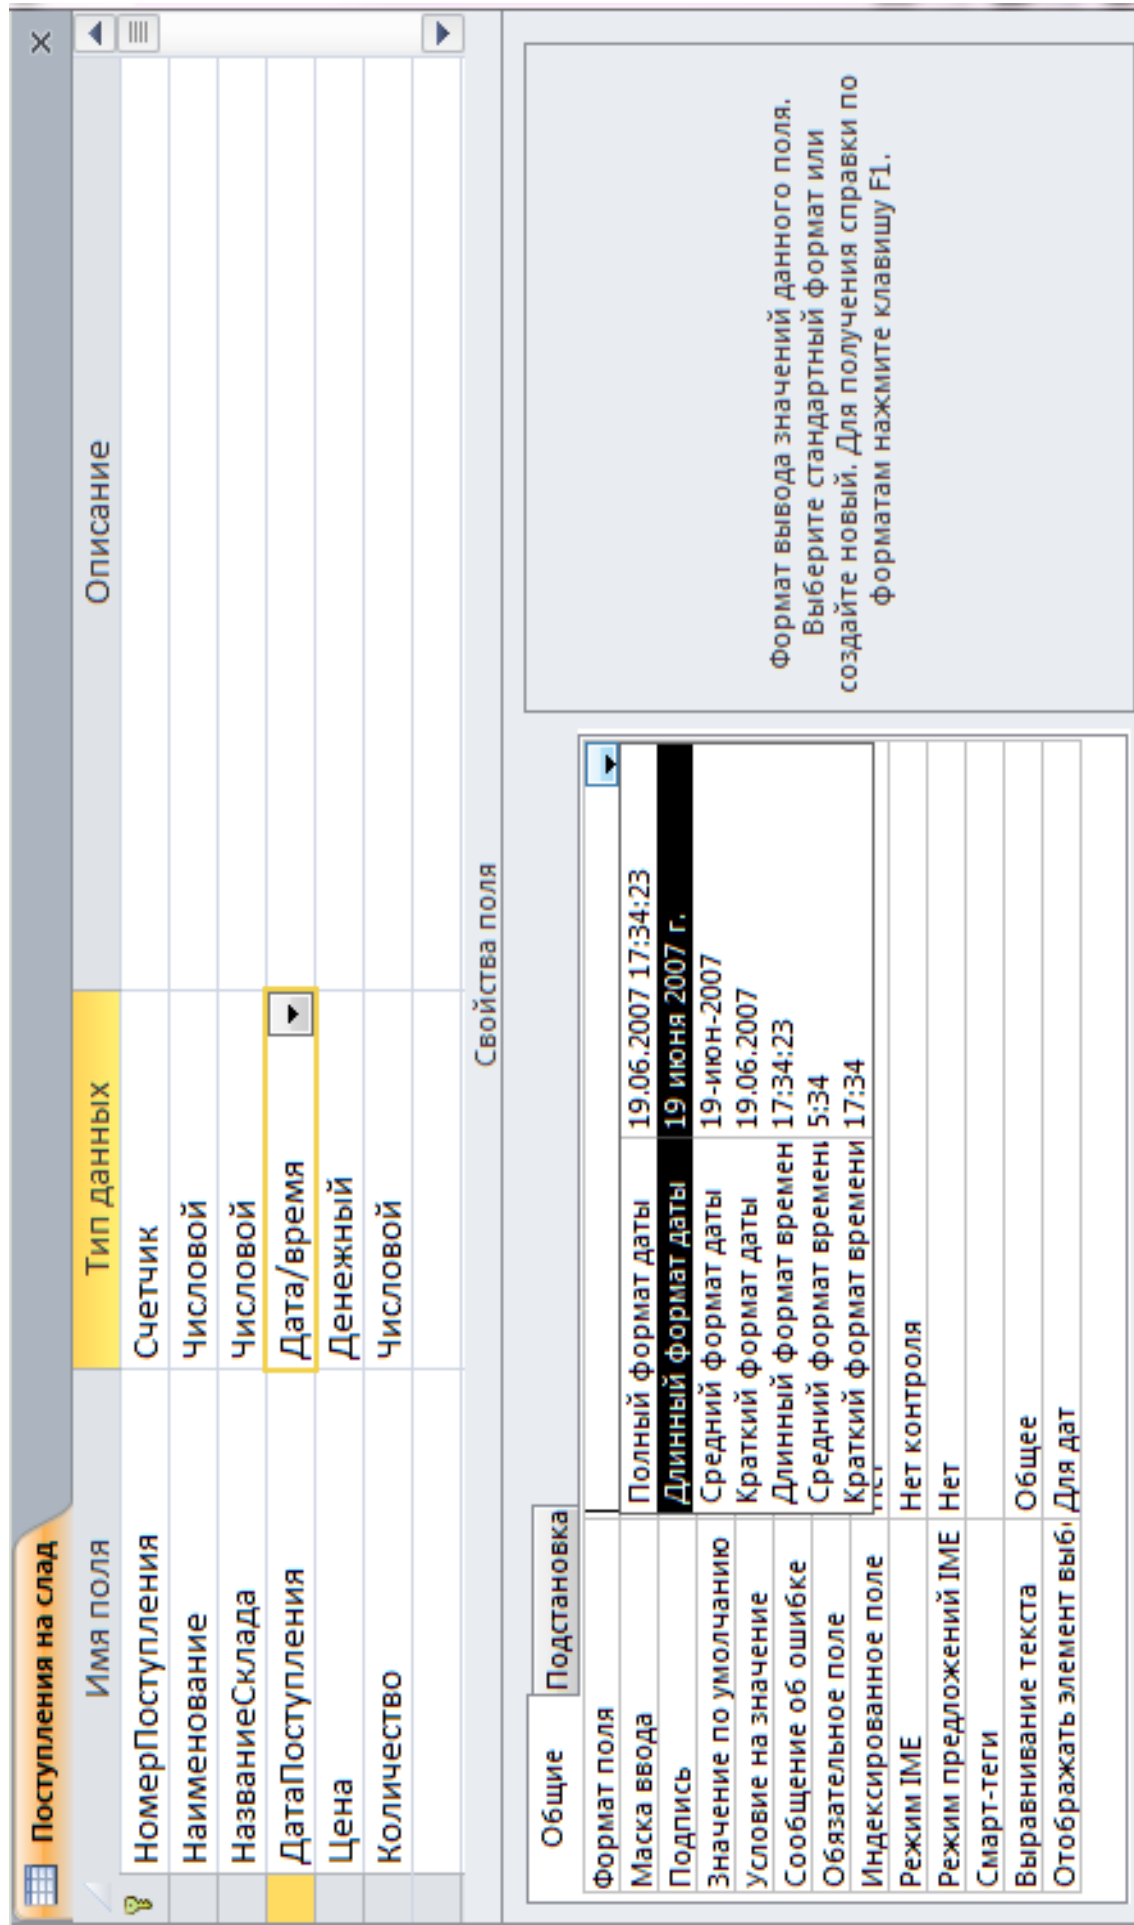 Поступления на слад
Имя поля Тип данных Описание
НомерПоступления Счетчик
Наименование Числовой
НазваниеСклада Числовой
ДатаПоступления Дата/время
Цена Денежный
Количество Числовой
Свойства поля
Общие Подстановка
Формат поля
Маска ввода Полный формат даты 19.06.2007 17:34:23
Подпись Длинный формат даты 19 июня 2007 г.
Значение по умолчанию Средний формат даты 19-июн-2007
Условие на значение Краткий формат даты 19.06.2007
Сообщение об ошибке Длинный формат времен 17:34:23
Обязательное поле Средний формат времени 5:34
Индексированное поле Краткий формат времени 17:34
Режим IME Нет контроля
Режим предложений IME Нет
Смарт-теги
Выравнивание текста Общее
Отображать элемент выб Для дат
Формат вывода значений данного поля.
Выберите стандартный формат или
создайте новый. Для получения справки по
форматам нажмите клавишу F1.